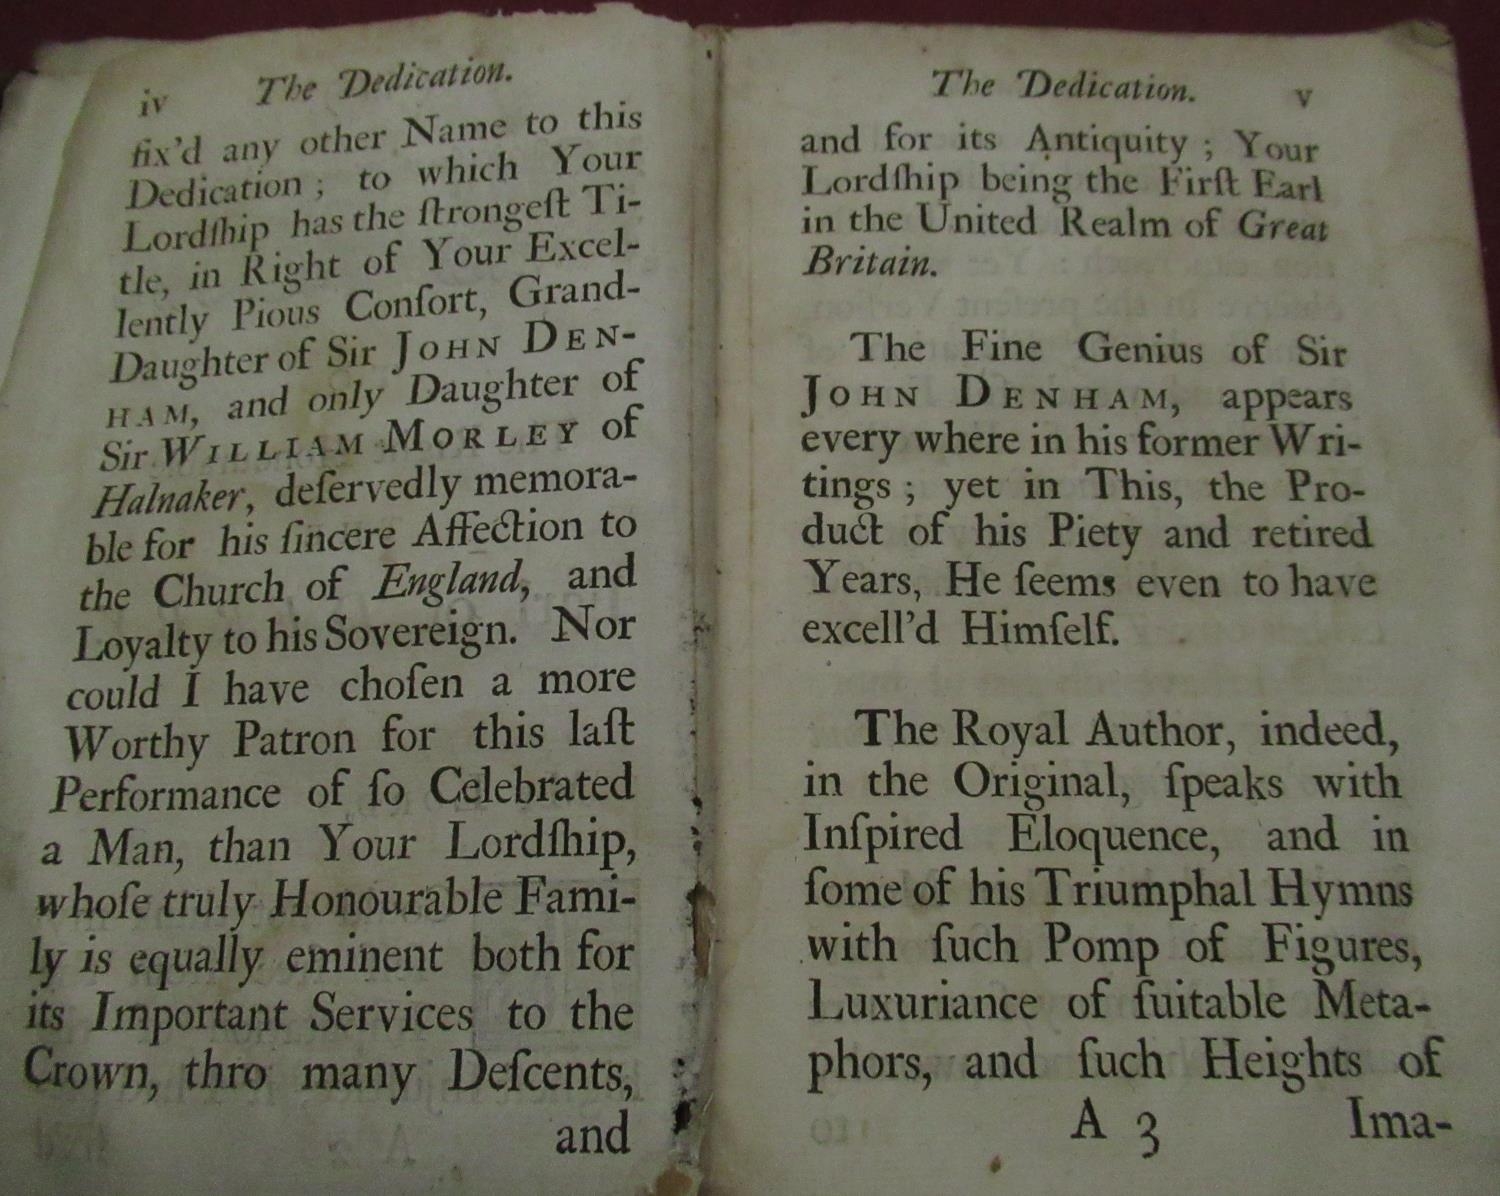 iv The Dedication.
fix'd any other Name to this
Dedication ; to which Your
Lordſhip has the ſtrongeſt Ti-
tle, in Right of Your Excel-
lently Pious Conſort, Grand-
Daughter of Sir JOHN DEN-
HAM, and only Daughter of
Sir WILLIAM MORLEY of
Halnaker, deſervedly memora-
ble for his ſincere Affection to
the Church of England, and
Loyalty to his Sovereign. Nor
could I have choſen a more
Worthy Patron for this laſt
Performance of ſo Celebrated
a Man, than Your Lordſhip,
whoſe truly Honourable Fami-
ly is equally eminent both for
its Important Services to the
Crown, thro many Deſcents,
and
The Dedication. v
and for its Antiquity ; Your
Lordſhip being the Firſt Earl
in the United Realm of Great
Britain.
The Fine Genius of Sir
JOHN DENHAM, appears
every where in his former Wri-
tings ; yet in This, the Pro-
duct of his Piety and retired
Years, He ſeems even to have
excell'd Himſelf.
The Royal Author, indeed,
in the Original, ſpeaks with
Inſpired Eloquence, and in
ſome of his Triumphal Hymns
with ſuch Pomp of Figures,
Luxuriance of ſuitable Meta-
phors, and ſuch Heights of
A 3 Ima-